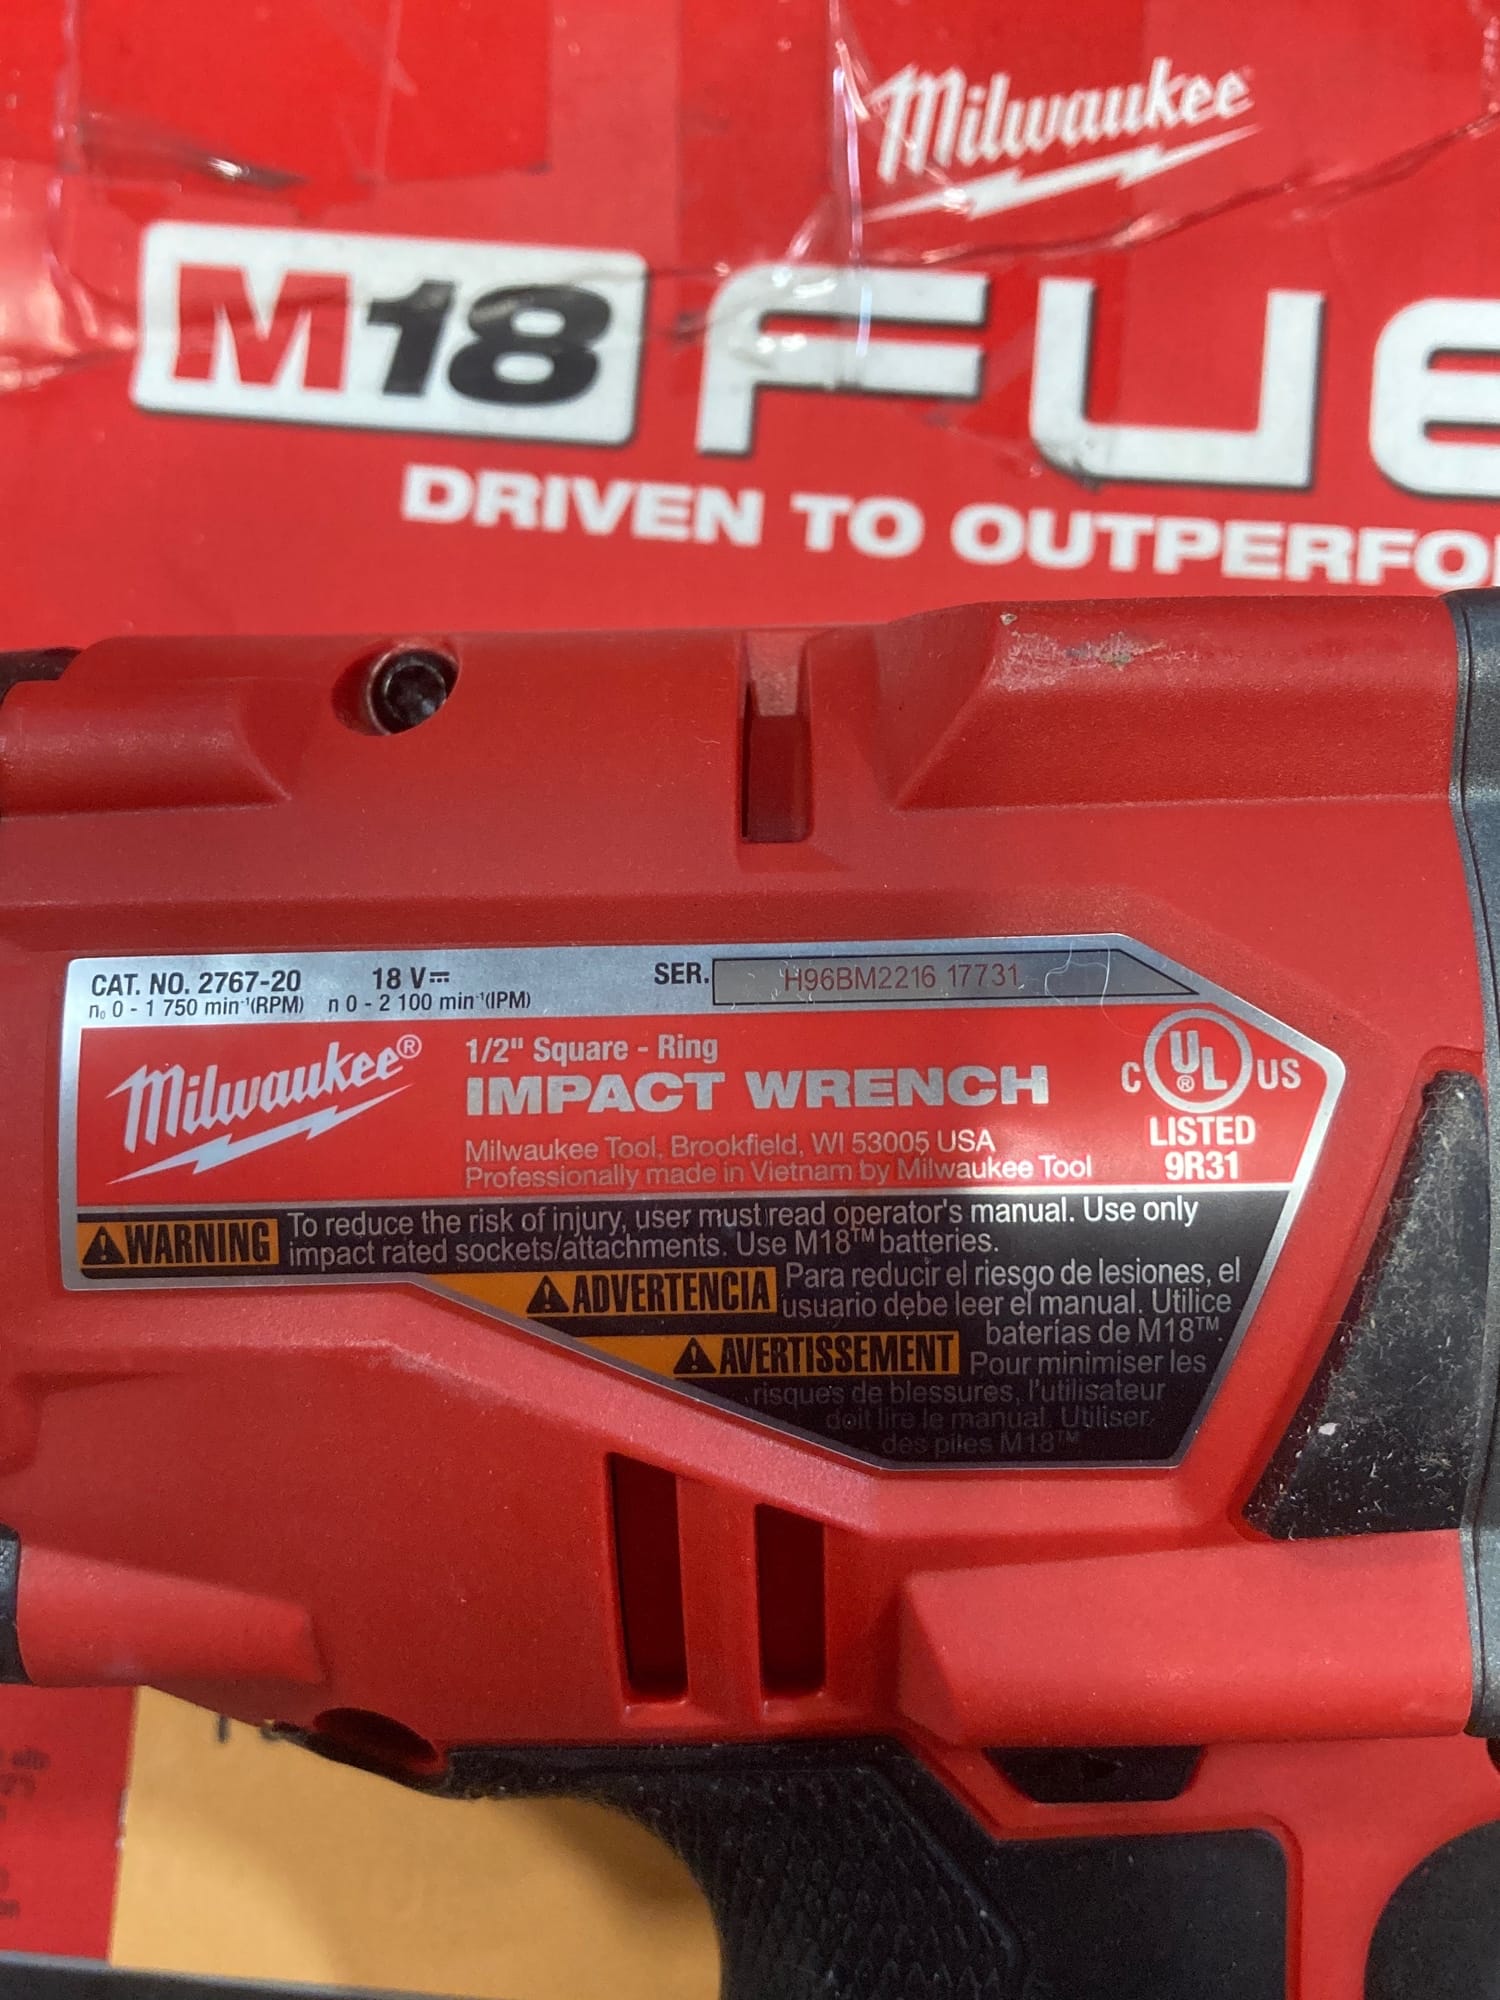 Milwaukee
M18 FUE
DRIVEN TO OUTPERFO
CAT. NO. 2767-20 18 V⎓ SER. H96BM2216 17731
n₀ 0 - 1 750 min⁻¹(RPM) n 0 - 2 100 min⁻¹(IPM)
Milwaukee®
1/2" Square - Ring
IMPACT WRENCH
Milwaukee Tool, Brookfield, WI 53005 USA
Professionally made in Vietnam by Milwaukee Tool
C UL® US
LISTED
9R31
WARNING To reduce the risk of injury, user must read operator's manual. Use only
impact rated sockets/attachments. Use M18™ batteries.
ADVERTENCIA Para reducir el riesgo de lesiones, el
usuario debe leer el manual. Utilice
baterías de M18™.
AVERTISSEMENT Pour minimiser les
risques de blessures, l'utilisateur
doit lire le manual. Utiliser
des piles M18™